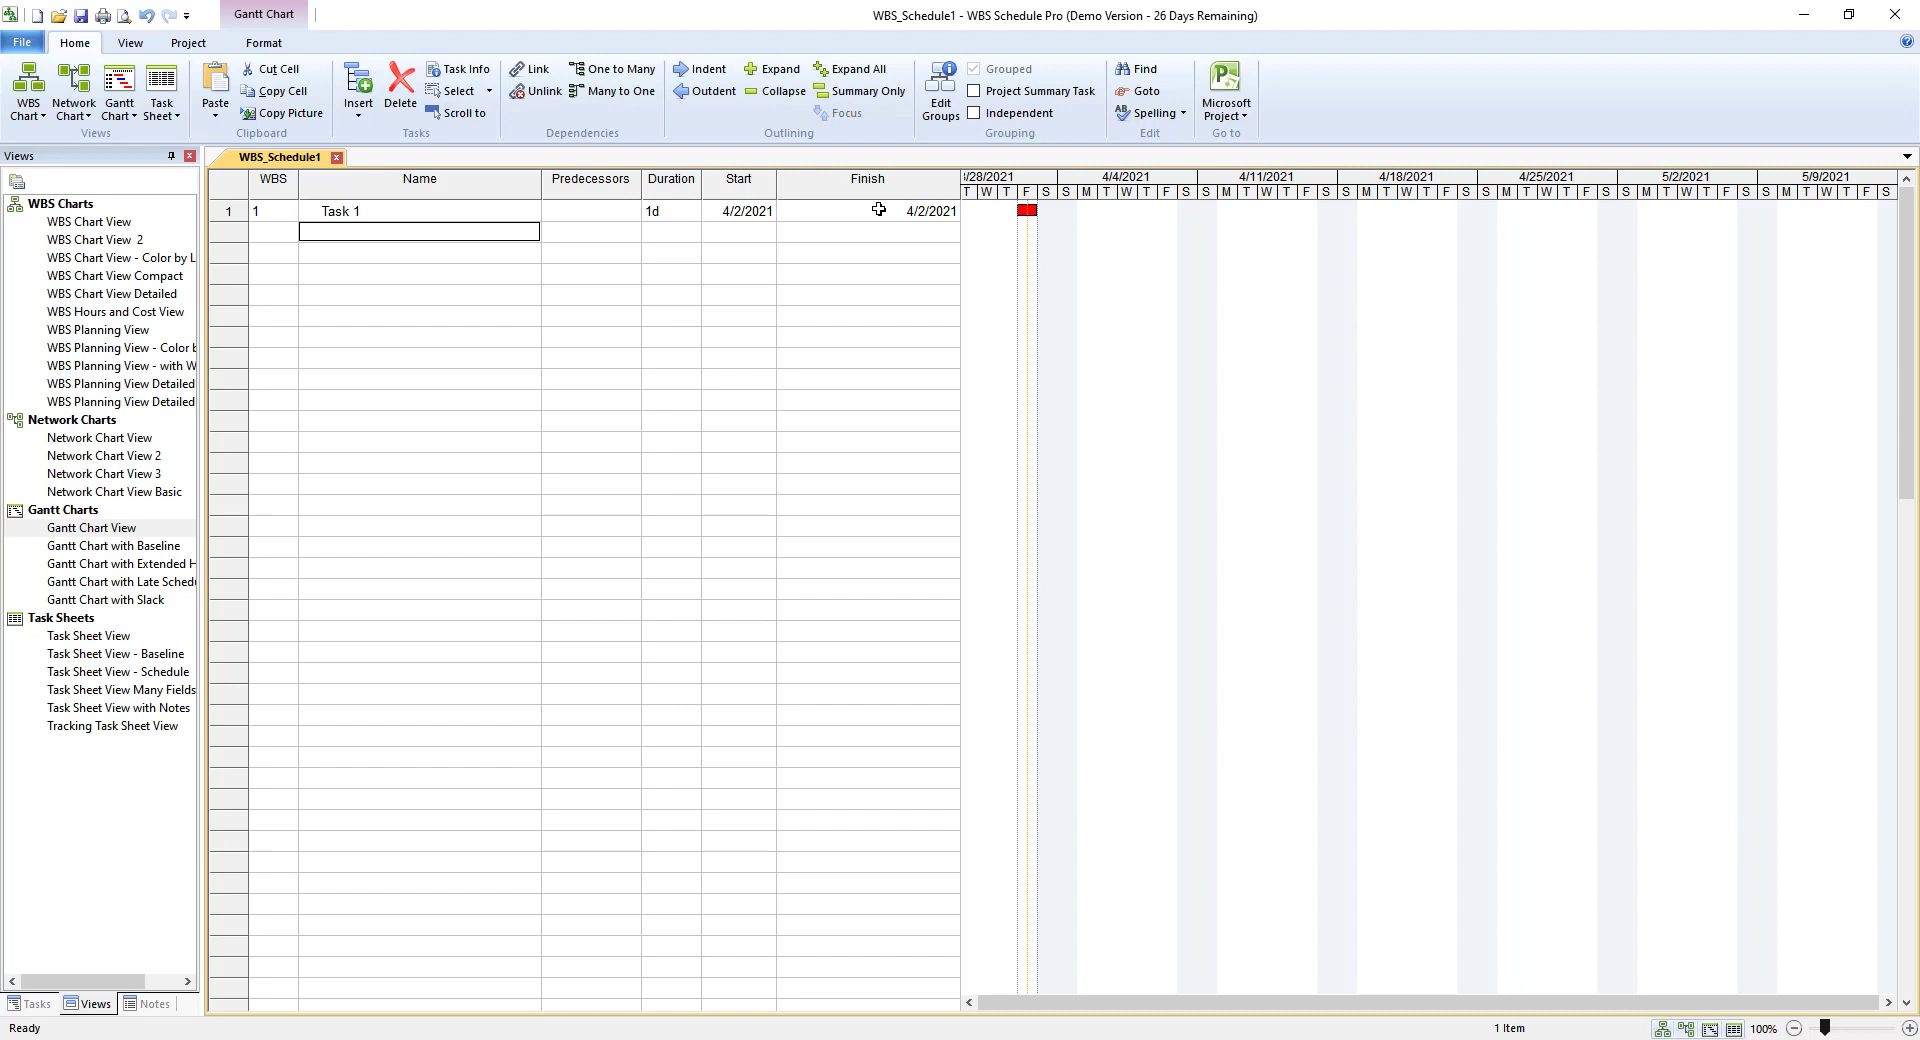 Gantt Chart
WBS_Schedule1 - WBS Schedule Pro (Demo Version - 26 Days Remaining)
File Home View Project Format
WBS Chart
Network Chart
Gantt Chart
Task Sheet
Views
Paste
Cut Cell
Copy Cell
Copy Picture
Clipboard
Insert
Delete
Task Info
Select
Scroll to
Tasks
Link
Unlink
One to Many
Many to One
Dependencies
Indent
Outdent
Expand
Collapse
Expand All
Summary Only
Focus
Outlining
Edit Groups
Grouped
Project Summary Task
Independent
Grouping
Find
Goto
Spelling
Edit
Microsoft Project
Go to
Views
WBS Charts
WBS Chart View
WBS Chart View 2
WBS Chart View - Color by L
WBS Chart View Compact
WBS Chart View Detailed
WBS Hours and Cost View
WBS Planning View
WBS Planning View - Color b
WBS Planning View - with W
WBS Planning View Detailed
WBS Planning View Detailed
Network Charts
Network Chart View
Network Chart View 2
Network Chart View 3
Network Chart View Basic
Gantt Charts
Gantt Chart View
Gantt Chart with Baseline
Gantt Chart with Extended H
Gantt Chart with Late Schedu
Gantt Chart with Slack
Task Sheets
Task Sheet View
Task Sheet View - Baseline
Task Sheet View - Schedule
Task Sheet View Many Fields
Task Sheet View with Notes
Tracking Task Sheet View
Tasks Views Notes
WBS_Schedule1
WBS Name Predecessors Duration Start Finish
1 1 Task 1 1d 4/2/2021 4/2/2021
/28/2021 4/4/2021 4/11/2021 4/18/2021 4/25/2021 5/2/2021 5/9/2021
T W T F S S M T W T F S S M T W T F S S M T W T F S S M T W T F S S M T W T F S S M T W T F S
Ready
1 Item
100%